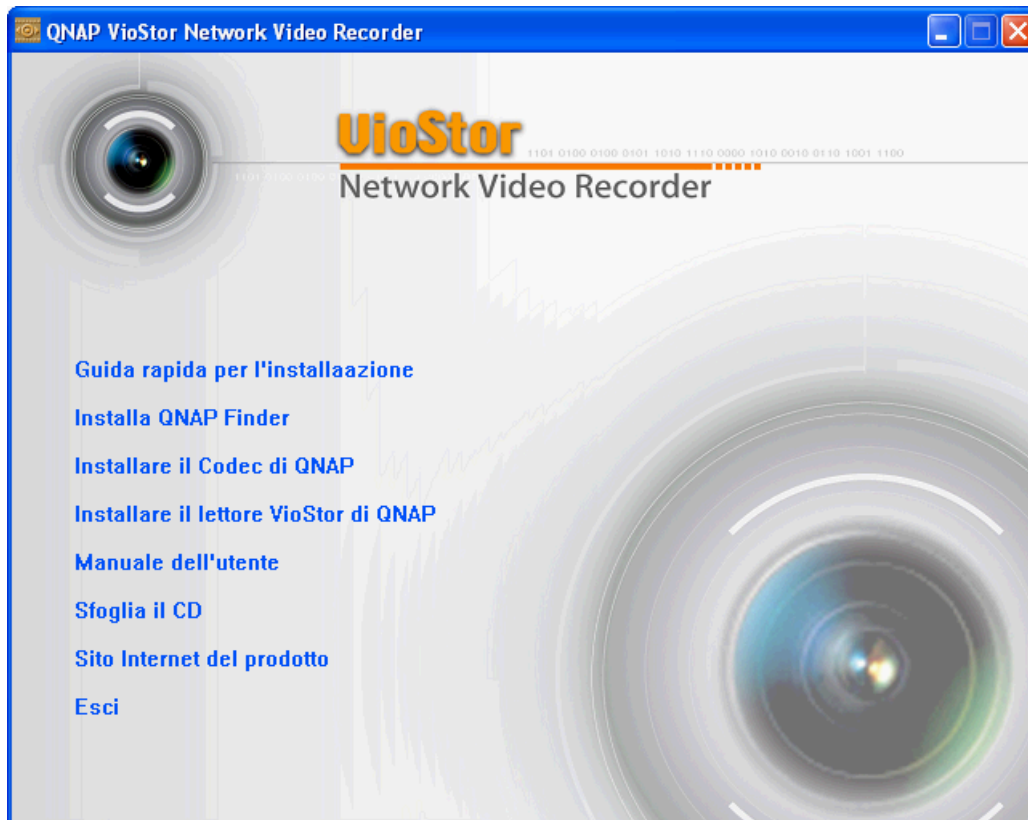 QNAP VioStor Network Video Recorder
VioStor
1101 0100 0100 0101 1010 1110 0000 1010 0010 0110 1001 1100
Network Video Recorder
Guida rapida per l'installaazione
Installa QNAP Finder
Installare il Codec di QNAP
Installare il lettore VioStor di QNAP
Manuale dell'utente
Sfoglia il CD
Sito Internet del prodotto
Esci